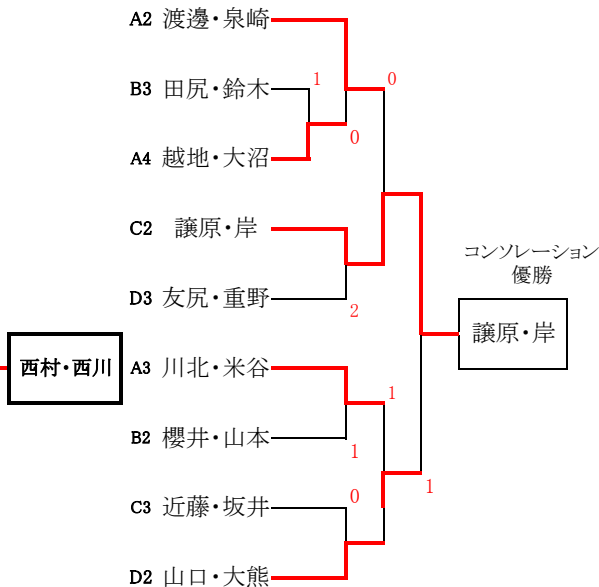 A2 渡邊・泉崎
0
1
B3 田尻・鈴木
0
A4 越地・大沼
C2 譲原・岸
コンソレーション
優勝
D3 友尻・重野
2
譲原・岸
西村・西川
A3 川北・米谷
1
B2 櫻井・山本
1
1
0
C3 近藤・坂井
D2 山口・大熊